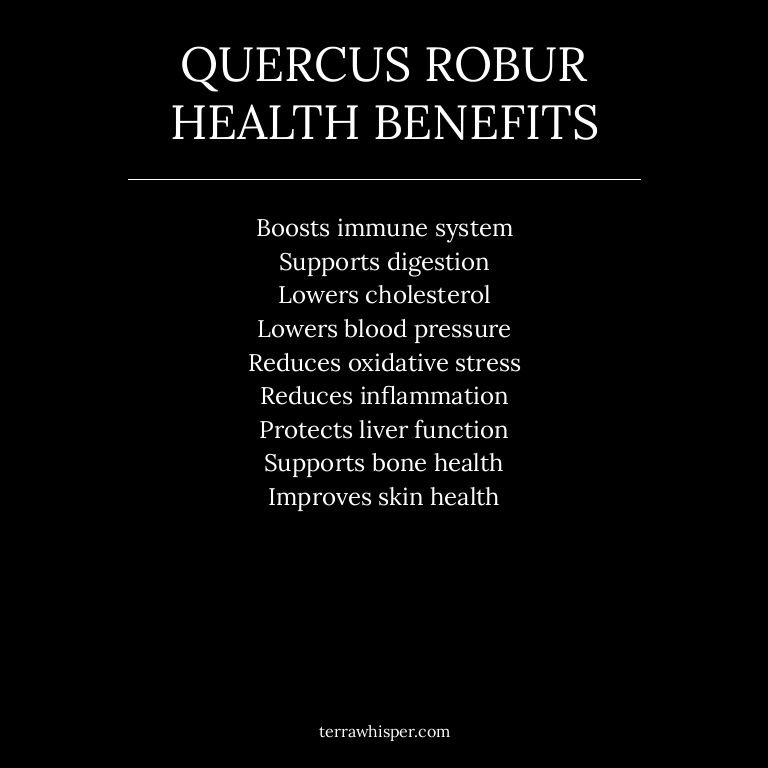 QUERCUS ROBUR
HEALTH BENEFITS
Boosts immune system
Supports digestion
Lowers cholesterol
Lowers blood pressure
Reduces oxidative stress
Reduces inflammation
Protects liver function
Supports bone health
Improves skin health
terrawhisper.com